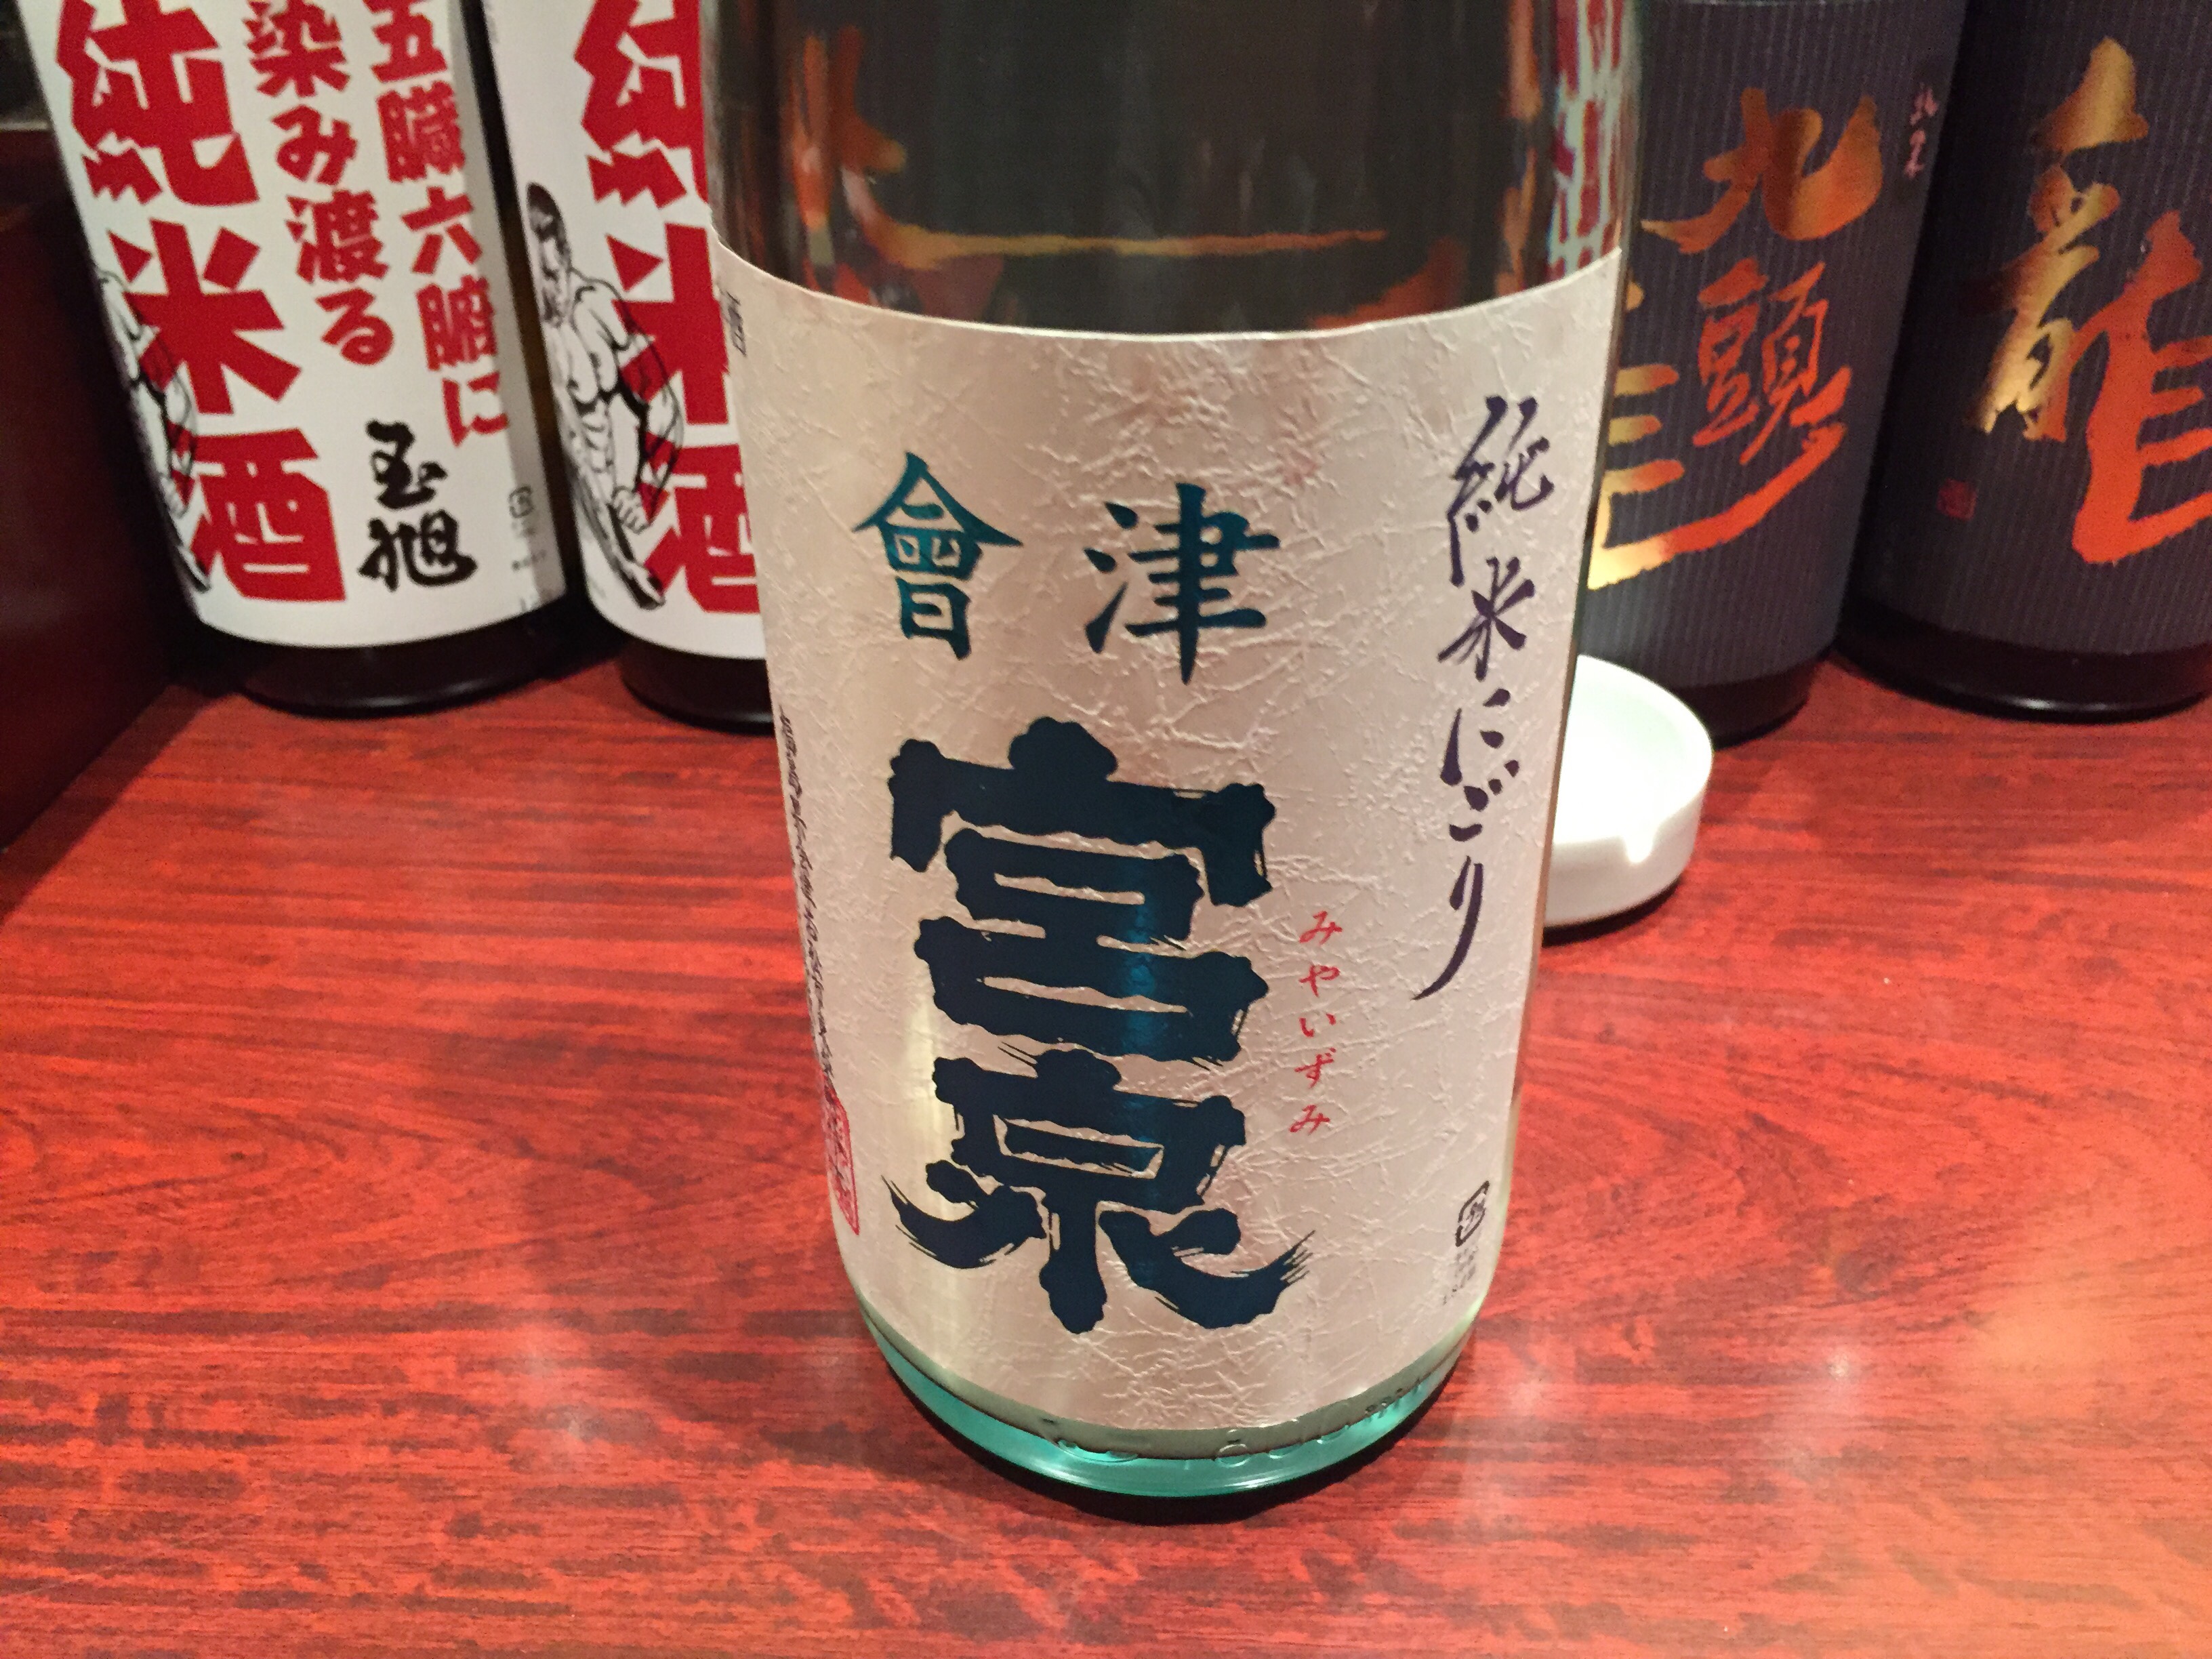 純米酒
五臓六腑に
染み渡る
玉旭
純米酒
會津
宮泉
みやいずみ
純米にごり
九頭龍
龍